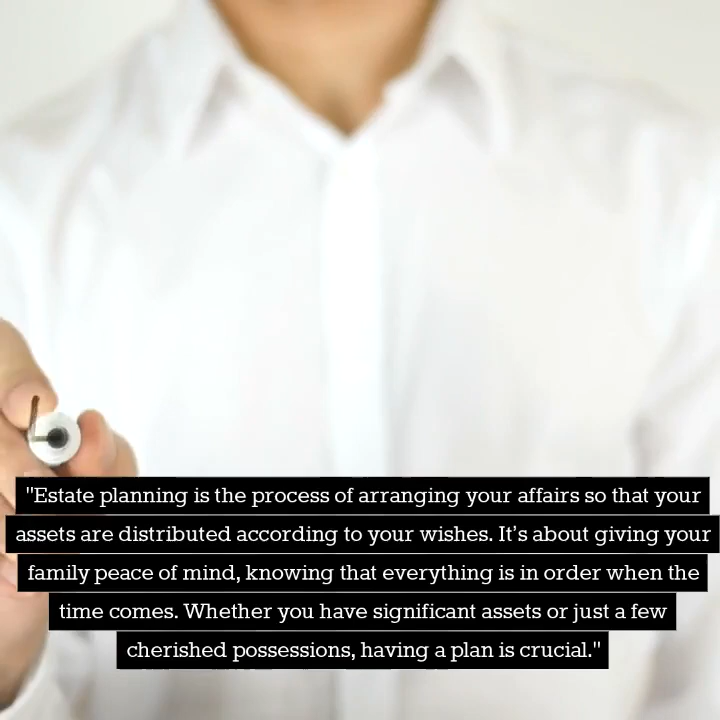 "Estate planning is the process of arranging your affairs so that your
assets are distributed according to your wishes. It’s about giving your
family peace of mind, knowing that everything is in order when the
time comes. Whether you have significant assets or just a few
cherished possessions, having a plan is crucial."